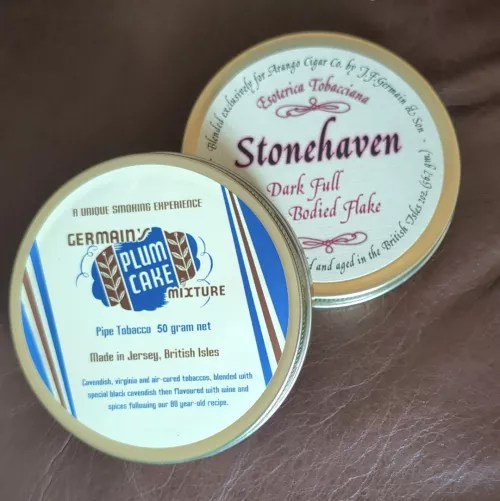 A UNIQUE SMOKING EXPERIENCE
GERMAIN'S
PLUM
CAKE
MIXTURE
Pipe Tobacco 50 gram net
Made in Jersey, British Isles
Cavendish, virginia and air-cured tobaccos, blended with
special black cavendish then flavoured with wine and
spices following our 80 year-old recipe.
Blended exclusively for Arango Cigar Co. by J.F. Germain & Son
Esoterica Tobacciana
Stonehaven
Dark Full
Bodied Flake
and aged in the British Isles 2oz. (56.7 gm.)